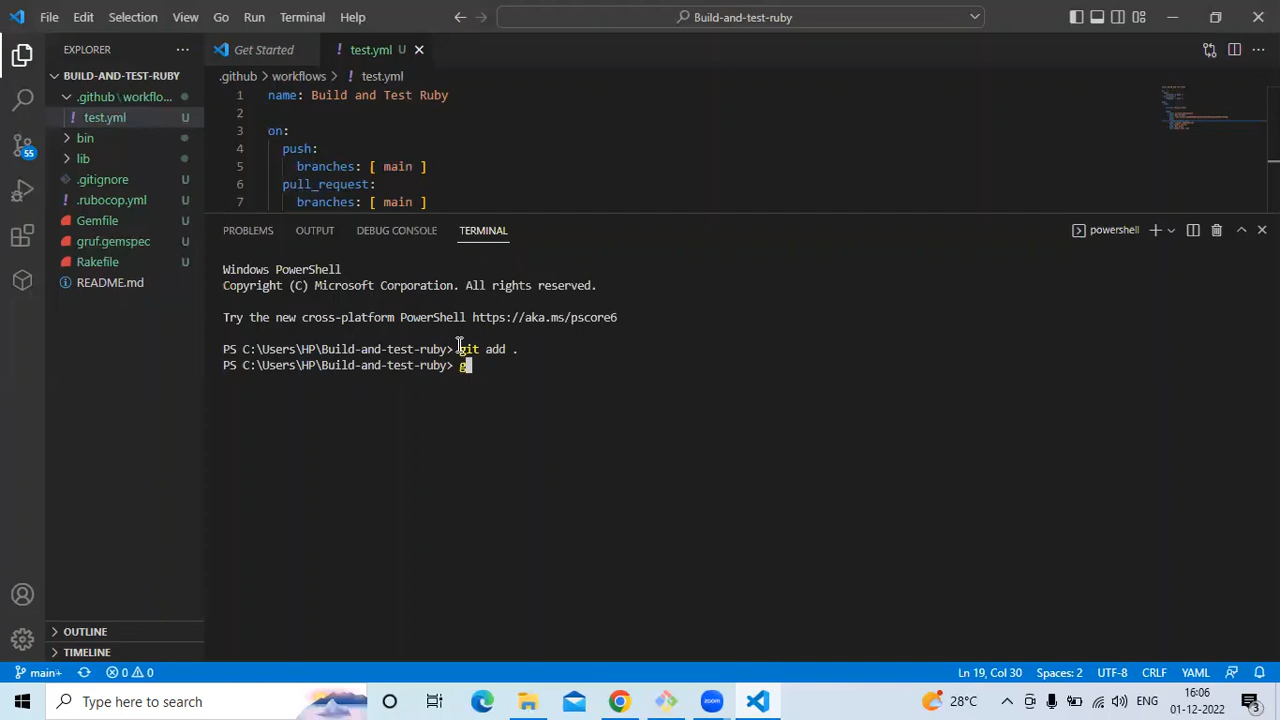 File Edit Selection View Go Run Terminal Help
Build-and-test-ruby
EXPLORER
Get Started
test.yml U
BUILD-AND-TEST-RUBY
.github > workflows > test.yml
.github\workflo...
test.yml U
bin
lib
.gitignore U
.rubocop.yml U
Gemfile U
gruf.gemspec U
Rakefile U
README.md
55
1 name: Build and Test Ruby
2
3 on:
4 push:
5 branches: [ main ]
6 pull_request:
7 branches: [ main ]
PROBLEMS OUTPUT DEBUG CONSOLE TERMINAL
powershell
Windows PowerShell
Copyright (C) Microsoft Corporation. All rights reserved.
Try the new cross-platform PowerShell https://aka.ms/pscore6
PS C:\Users\HP\Build-and-test-ruby> git add .
PS C:\Users\HP\Build-and-test-ruby> g
OUTLINE
TIMELINE
main+ 0 0
Ln 19, Col 30 Spaces: 2 UTF-8 CRLF YAML
Type here to search
zoom
28°C
16:06
01-12-2022
3